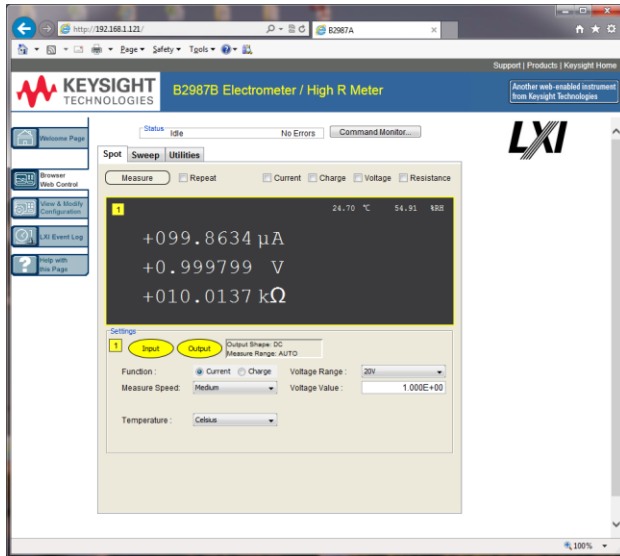 http://192.168.1.121/
B2987A
Page Safety Tools
Support | Products | Keysight Home
KEYSIGHT
TECHNOLOGIES
B2987B Electrometer / High R Meter
Another web-enabled instrument
from Keysight Technologies
Welcome Page
Browser
Web Control
View & Modify
Configuration
LXI Event Log
Help with
this Page
Status
Idle
No Errors
Command Monitor...
LXI
Spot Sweep Utilities
Measure
Repeat
Current
Charge
Voltage
Resistance
1
24.70 ℃ 54.91 %RH
+099.8634 µA
+0.999799 V
+010.0137 kΩ
Settings
1
Input
Output
Output Shape: DC
Measure Range: AUTO
Function :
Current
Charge
Voltage Range :
20V
Measure Speed:
Medium
Voltage Value :
1.000E+00
Temperature :
Celsius
100%